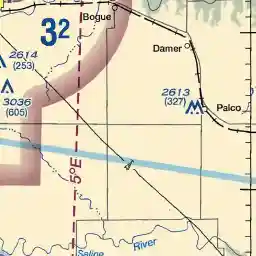 Bogue
3²
Damer
2614
(253)
3036
(605)
2613
(327)
Palco
5°E
River
Saline